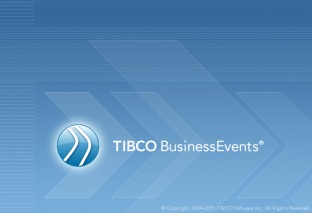 TIBCO BusinessEvents®
© Copyright 2004-2011 TIBCO Software Inc. All Rights Reserved.